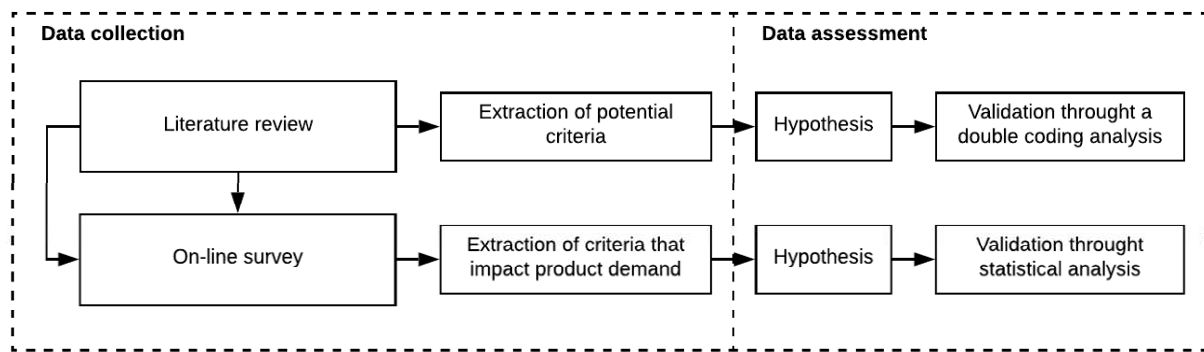 Data collection
Data assessment
Literature review
Extraction of potential
criteria
Hypothesis
Validation throught a
double coding analysis
On-line survey
Extraction of criteria that
impact product demand
Hypothesis
Validation throught
statistical analysis